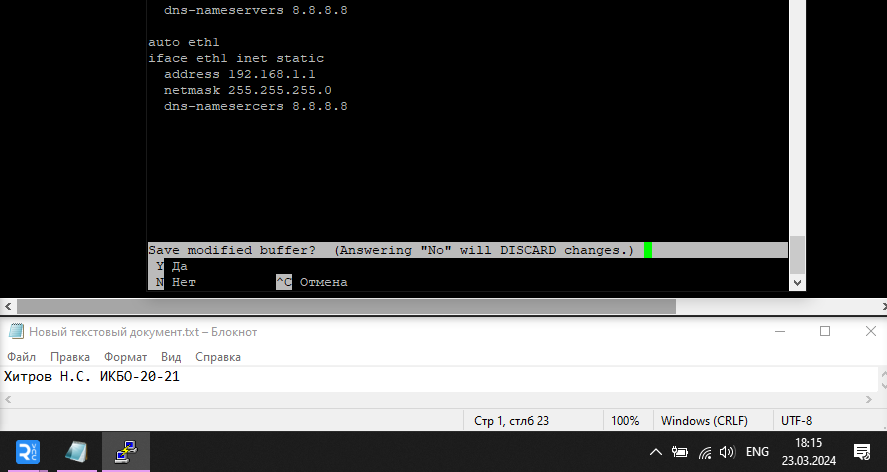 dns-nameservers 8.8.8.8
auto eth1
iface eth1 inet static
address 192.168.1.1
netmask 255.255.255.0
dns-namesercers 8.8.8.8
Save modified buffer? (Answering "No" will DISCARD changes.)
Y Да
N Нет ^C Отмена
Новый текстовый документ.txt – Блокнот
Файл Правка Формат Вид Справка
Хитров Н.С. ИКБО-20-21
Стр 1, стлб 23 100% Windows (CRLF) UTF-8
ENG 18:15
23.03.2024